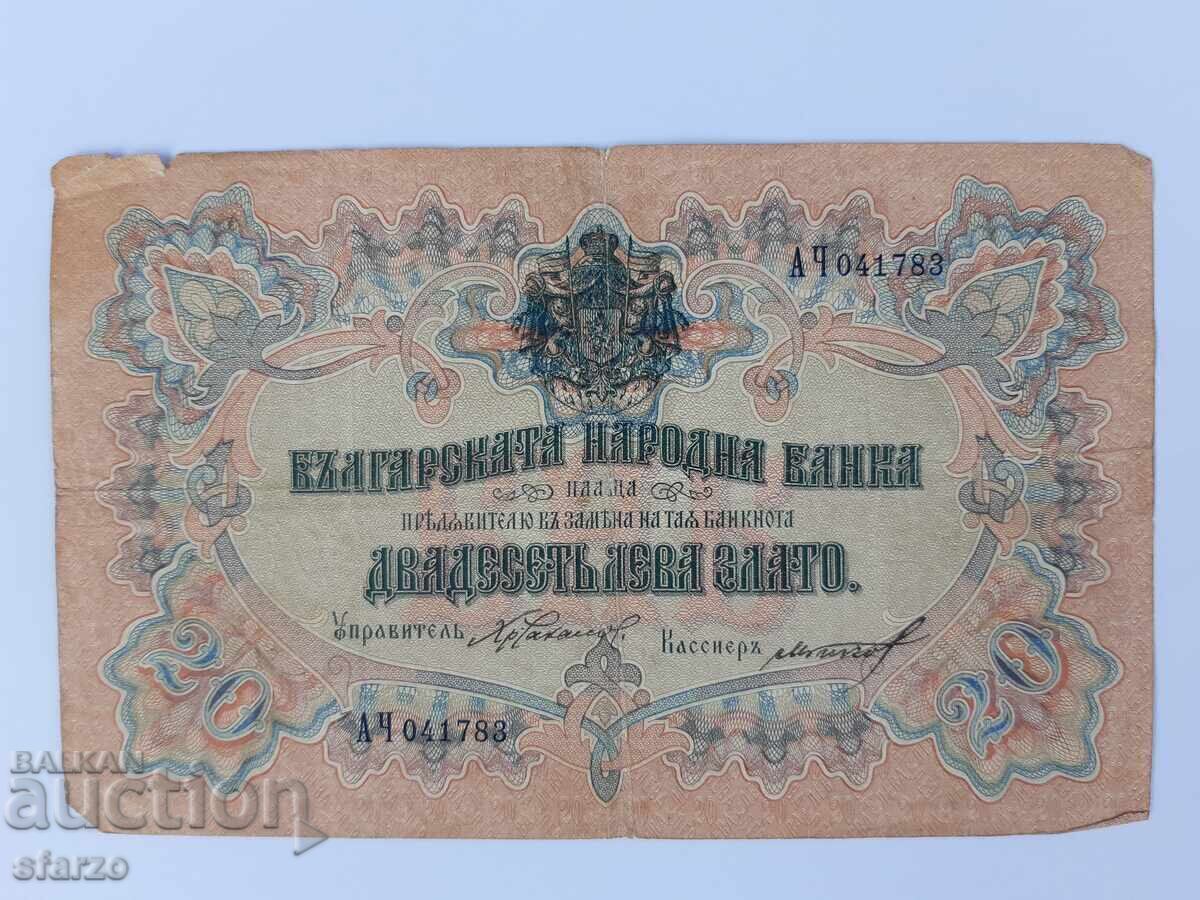 АЧ 041783
БЪЛГАРСКАТА НАРОДНА БАНКА
ПЛАЩА
ПРѢДѪВИТЕЛЮ ВЪ ЗАМѢНА НА ТАѪ БАНКНОТА
ДВАДЕСЕТЬ ЛЕВА ЗЛАТО.
Управитель
Кассиеръ
20
20
АЧ 041783
BALKAN
auction
sfarzo